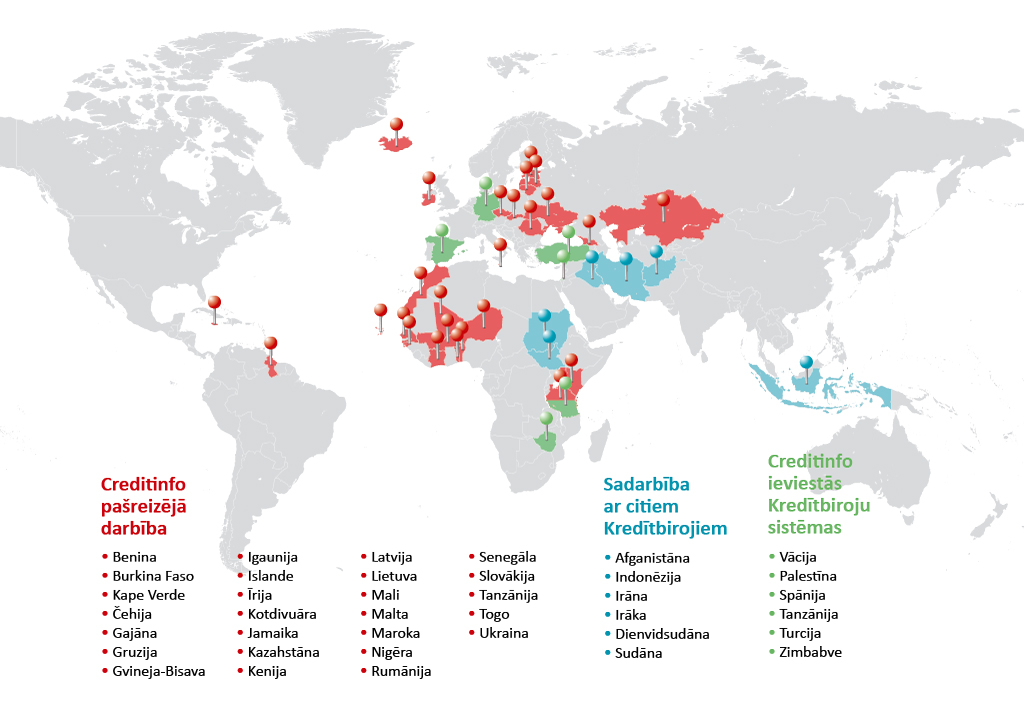 Creditinfo
pašreizējā
darbība
• Benina
• Burkina Faso
• Kape Verde
• Čehija
• Gajāna
• Gruzija
• Gvineja-Bisava
• Igaunija
• Islande
• Īrija
• Kotdivuāra
• Jamaika
• Kazahstāna
• Kenija
• Latvija
• Lietuva
• Mali
• Malta
• Maroka
• Nigēra
• Rumānija
• Senegāla
• Slovākija
• Tanzānija
• Togo
• Ukraina
Sadarbība
ar citiem
Kredītbirojiem
• Afganistāna
• Indonēzija
• Irāna
• Irāka
• Dienvidsudāna
• Sudāna
Creditinfo
ieviestās
Kredītbiroju
sistēmas
• Vācija
• Palestīna
• Spānija
• Tanzānija
• Turcija
• Zimbabve